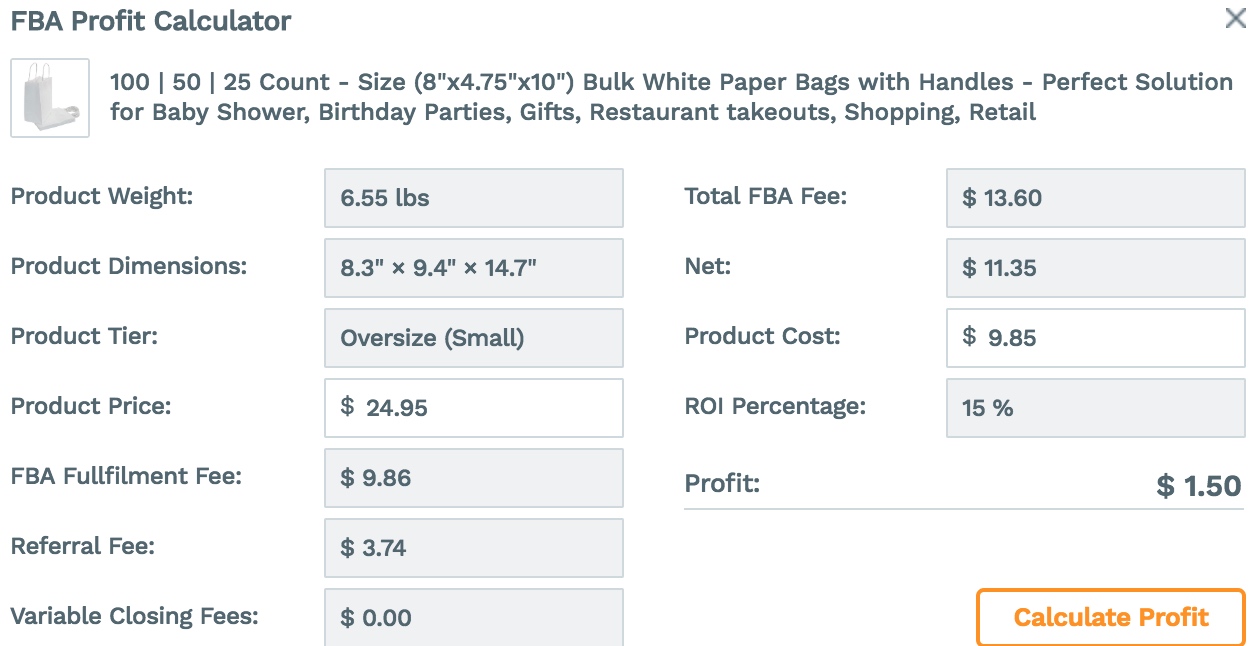 FBA Profit Calculator
100 | 50 | 25 Count - Size (8"x4.75"x10") Bulk White Paper Bags with Handles - Perfect Solution
for Baby Shower, Birthday Parties, Gifts, Restaurant takeouts, Shopping, Retail
Product Weight: 6.55 lbs
Product Dimensions: 8.3" × 9.4" × 14.7"
Product Tier: Oversize (Small)
Product Price: $ 24.95
FBA Fullfilment Fee: $ 9.86
Referral Fee: $ 3.74
Variable Closing Fees: $ 0.00
Total FBA Fee: $ 13.60
Net: $ 11.35
Product Cost: $ 9.85
ROI Percentage: 15 %
Profit: $ 1.50
Calculate Profit